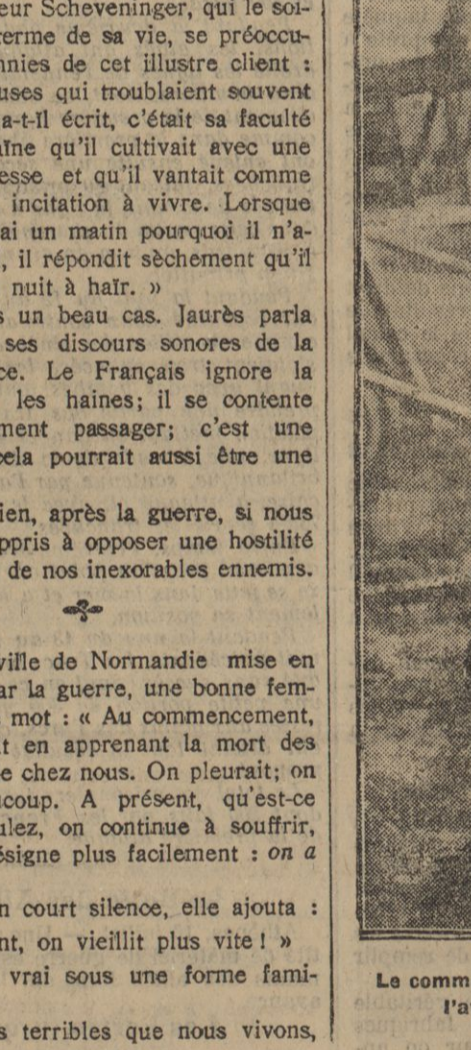 eur Scheveninger, qui le soi-
erme de sa vie, se préoccu-
nnies de cet illustre client :
uses qui troublaient souvent
a-t-Il écrit, c'était sa faculté
aïne qu'il cultivait avec une
esse et qu'il vantait comme
incitation à vivre. Lorsque
ai un matin pourquoi il n'a-
, il répondit sèchement qu'il
nuit à haïr. »
s un beau cas. Jaurès parla
ses discours sonores de la
ce. Le Français ignore la
les haines; il se contente
ment passager; c'est une
cela pourrait aussi être une
ien, après la guerre, si nous
ppris à opposer une hostilité
de nos inexorables ennemis.
ville de Normandie mise en
ar la guerre, une bonne fem-
mot : « Au commencement,
t en apprenant la mort des
e chez nous. On pleurait; on
ucoup. A présent, qu'est-ce
ulez, on continue à souffrir,
ésigne plus facilement : on a
n court silence, elle ajouta :
nt, on vieillit plus vite ! »
vrai sous une forme fami-
s terribles que nous vivons,
Le comm
l'a